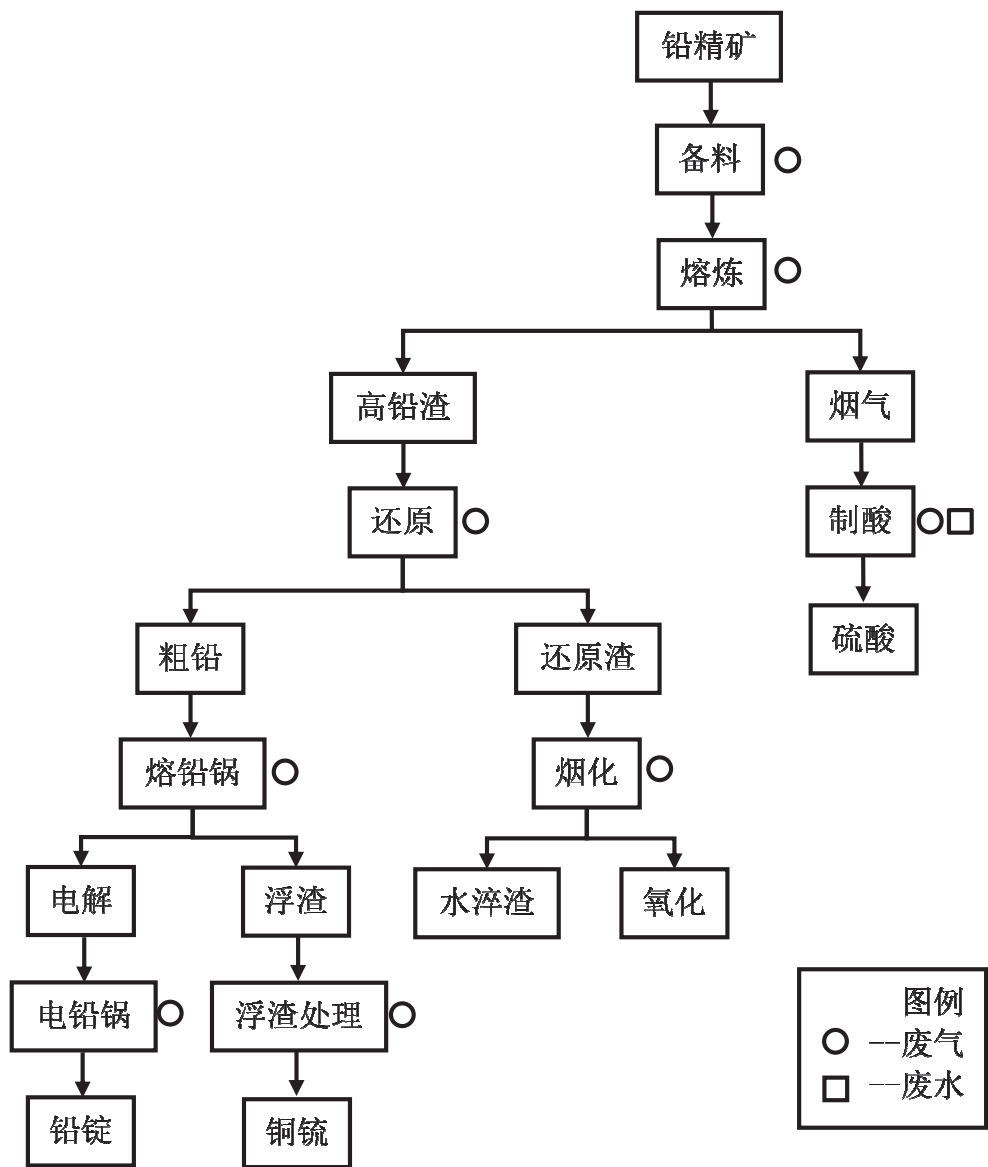 铅精矿
备料
熔炼
高铅渣
烟气
还原
制酸
粗铅
还原渣
硫酸
熔铅锅
烟化
电解
浮渣
水淬渣
氧化
电铅锅
浮渣处理
铅锭
铜锍
图例
--废气
--废水